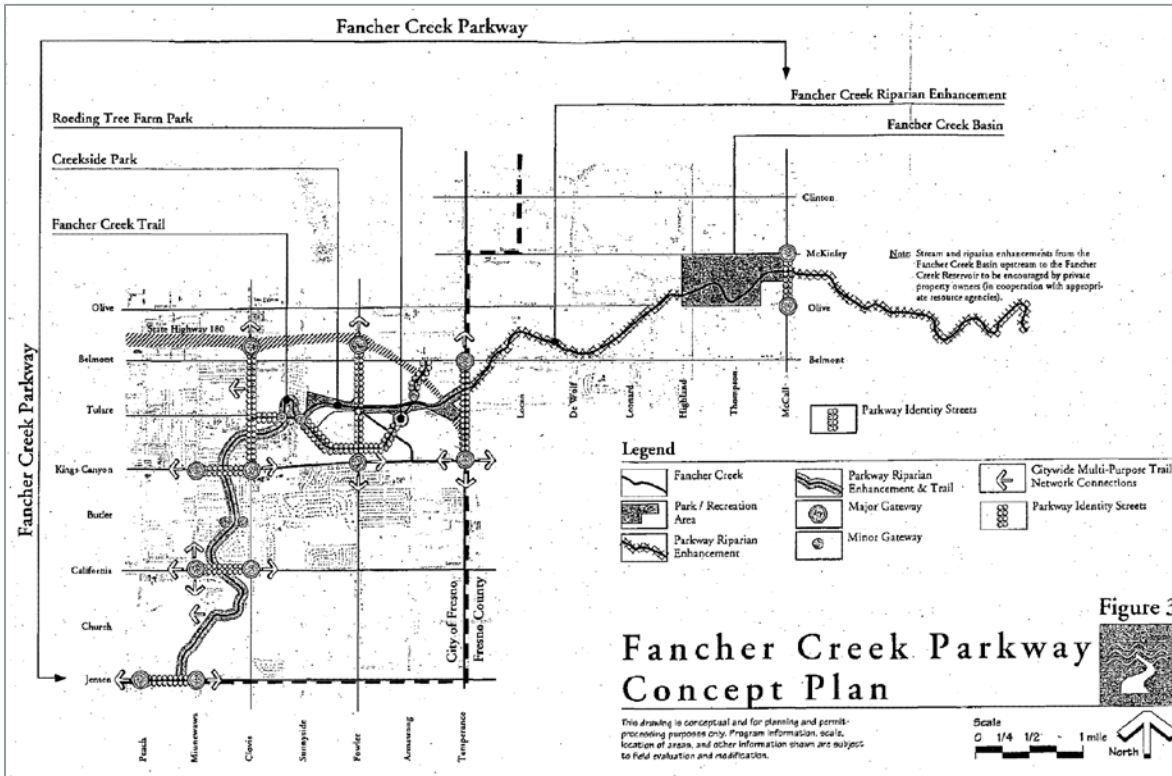 Fancher Creek Parkway
Fancher Creek Riparian Enhancement
Roeding Tree Farm Park
Fancher Creek Basin
Creekside Park
Clinton
Fancher Creek Trail
McKinley
Note: Stream and riparian enhancements from the
Fancher Creek Basin upstream to the Fancher
Creek Reservoir to be encouraged by private
property owners (in cooperation with appropri-
ate resource agencies).
Olive
Olive
State Highway 180
Belmont
Belmont
Fancher Creek Parkway
Tulare
Locan
De Wolf
Leonard
Highland
Thompson
McCall
Parkway Identity Streets
Kings Canyon
Butler
California
Church
Jensen
City of Fresno
Fresno County
Peach
Minnewawa
Clovis
Sunnyside
Fowler
Armstrong
Temperance
Legend
Fancher Creek
Park / Recreation
Area
Parkway Riparian
Enhancement
Parkway Riparian
Enhancement & Trail
Major Gateway
Minor Gateway
Citywide Multi-Purpose Trail
Network Connections
Parkway Identity Streets
Figure 3
Fancher Creek Parkway
Concept Plan
This drawing is conceptual and for planning and permit-
processing purposes only. Program information, scale,
location of areas, and other information shown are subject
to field evaluation and modification.
Scale
0 1/4 1/2 1 mile
North